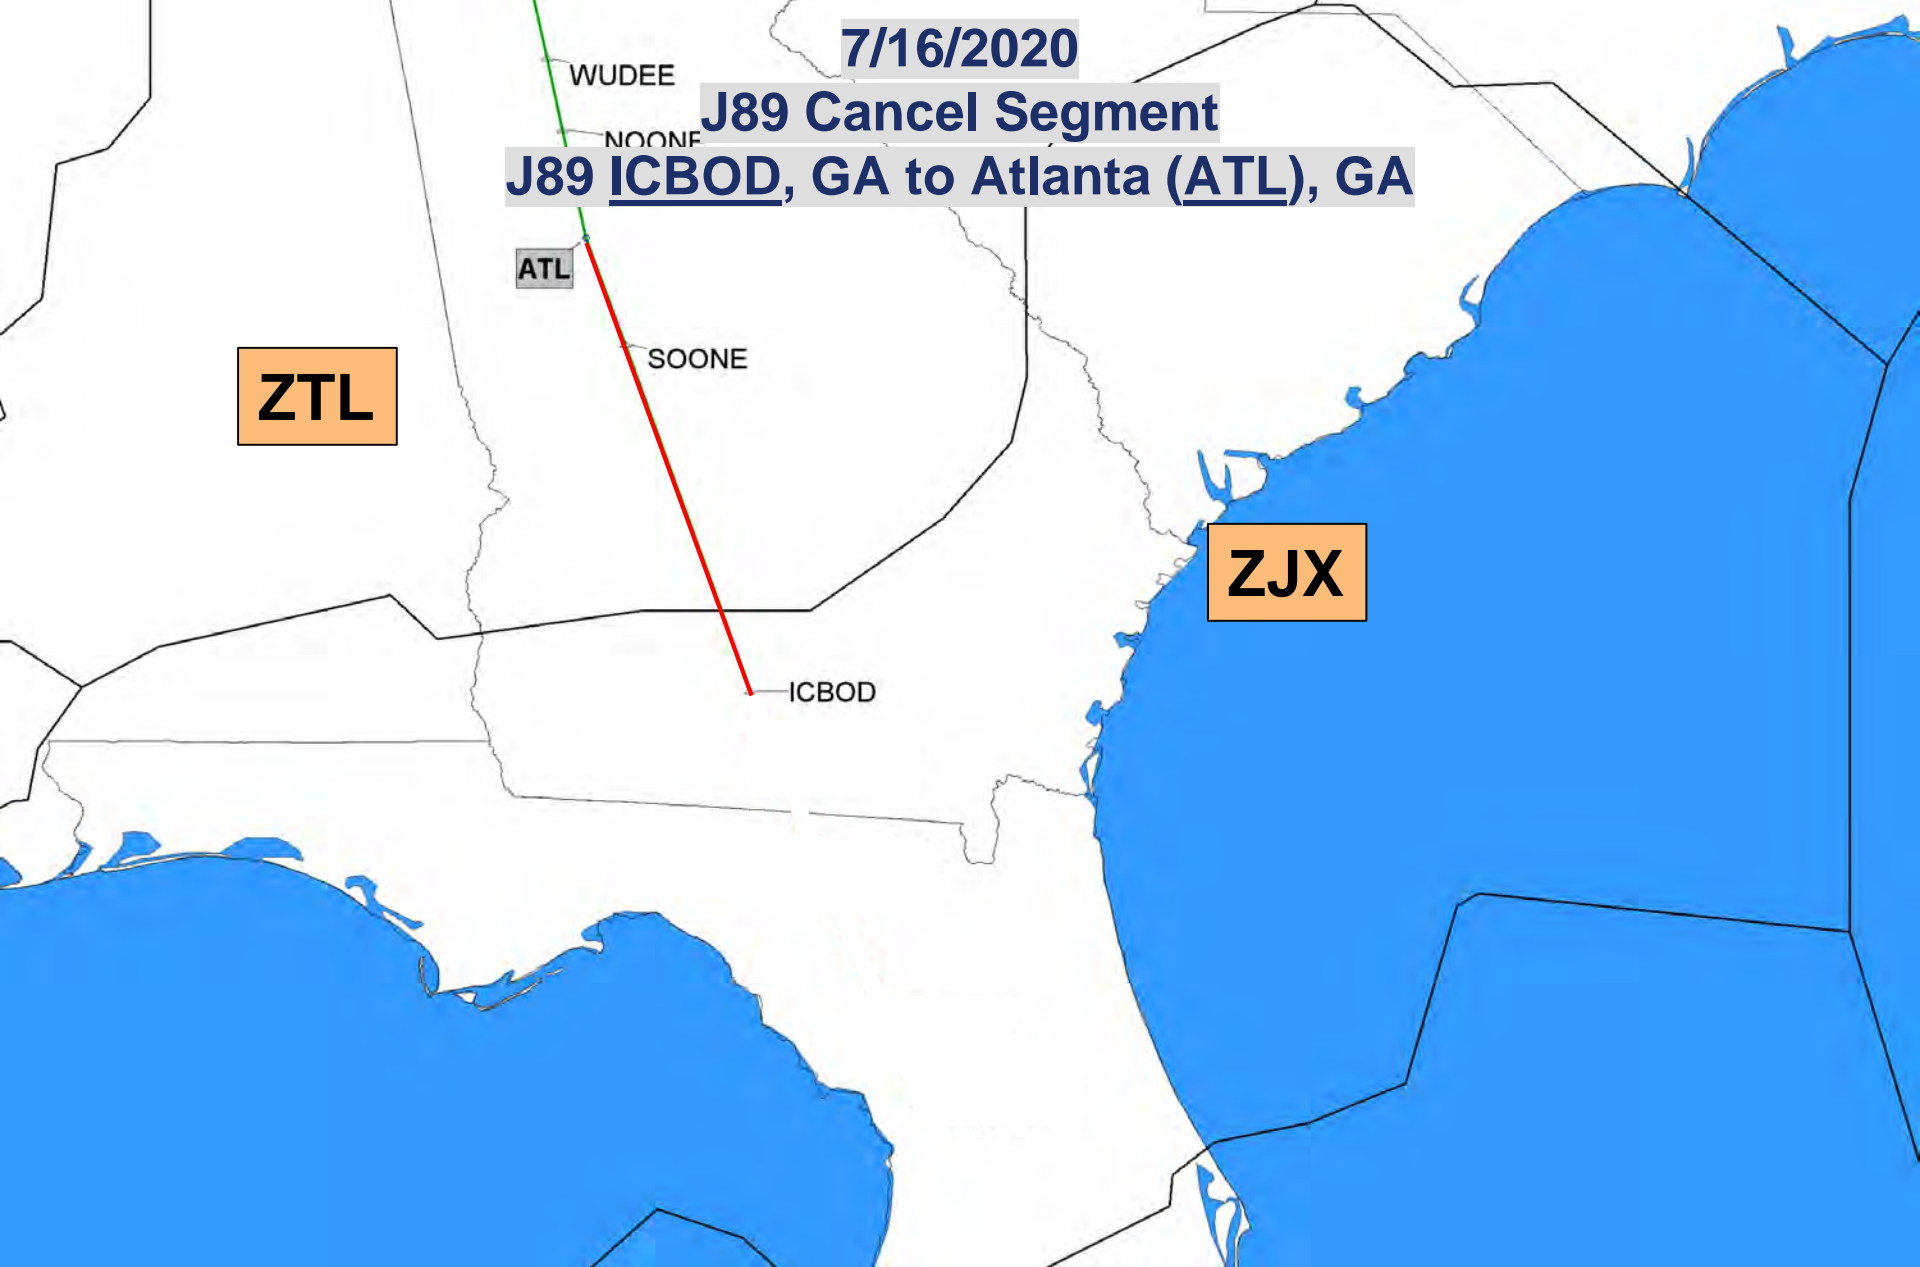 7/16/2020
WUDEE
J89 Cancel Segment
NOONE
J89 ICBOD, GA to Atlanta (ATL), GA
ATL
SOONE
ZTL
ZJX
ICBOD